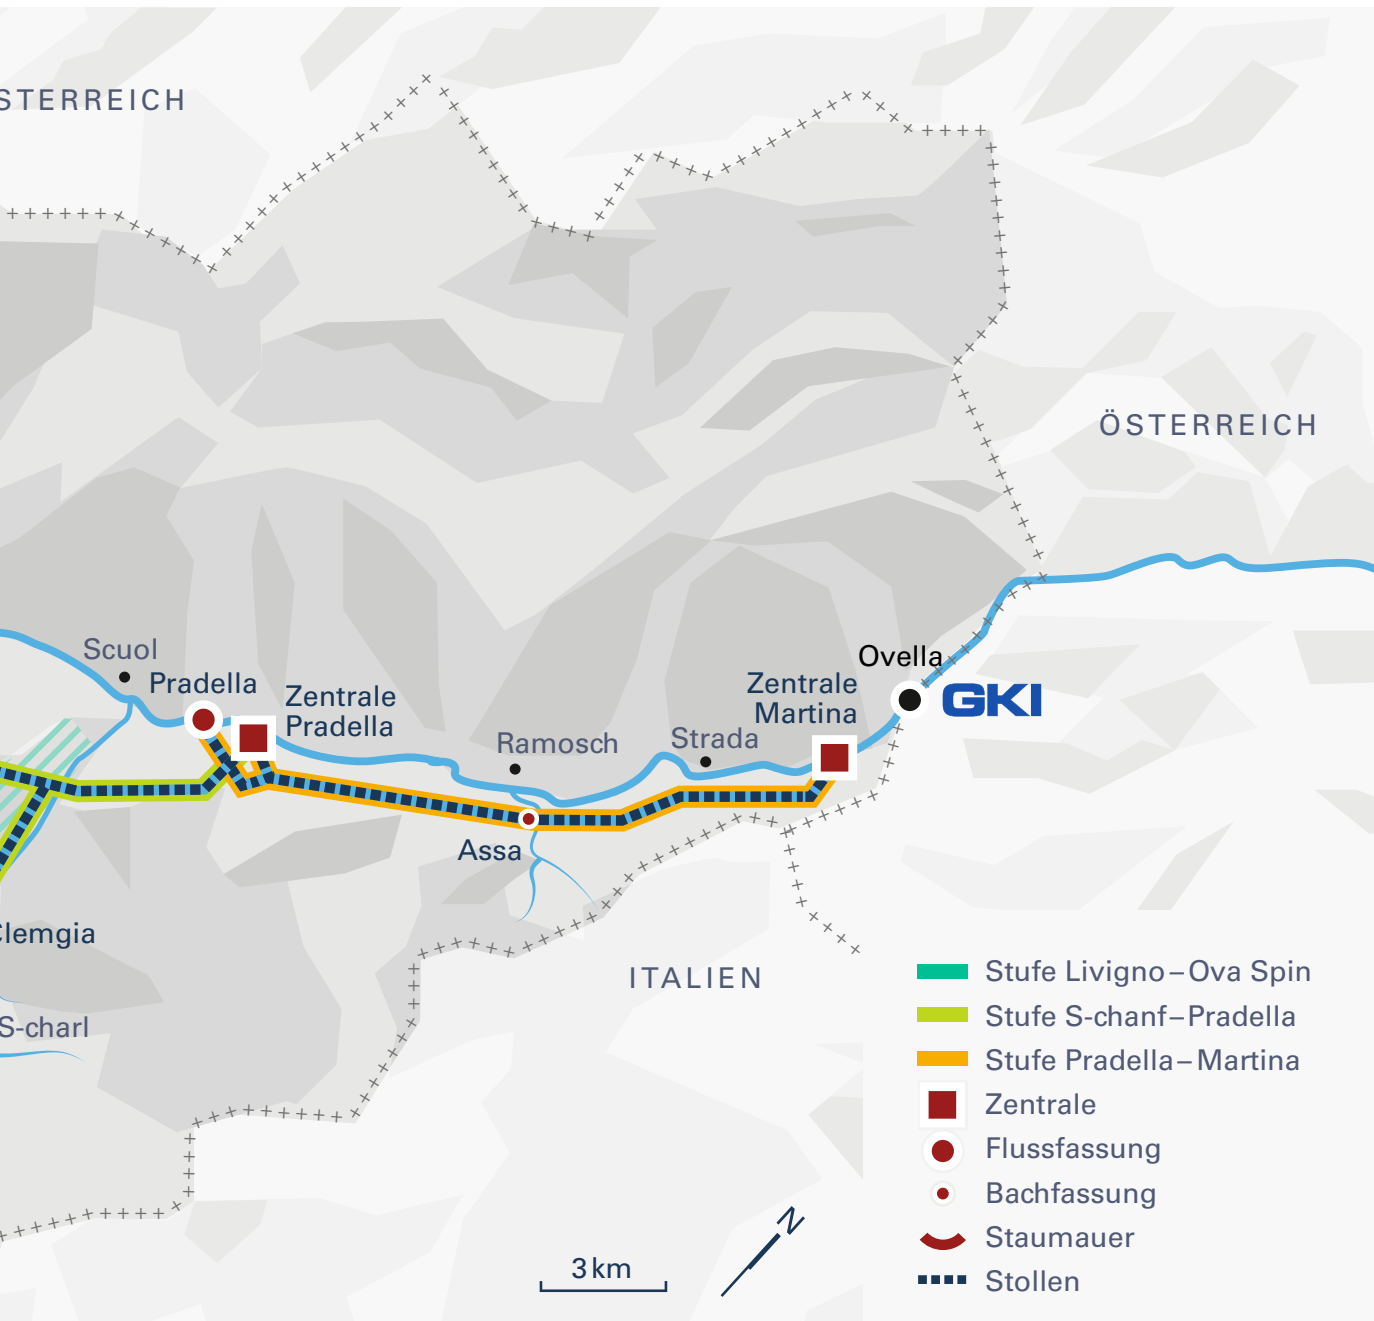 STERREICH
ÖSTERREICH
Scuol
Pradella
Zentrale
Pradella
Ramosch
Strada
Zentrale
Martina
Ovella
GKI
Assa
Clemgia
S-charl
ITALIEN
Stufe Livigno – Ova Spin
Stufe S-chanf – Pradella
Stufe Pradella – Martina
Zentrale
Flussfassung
Bachfassung
Staumauer
Stollen
3 km
N